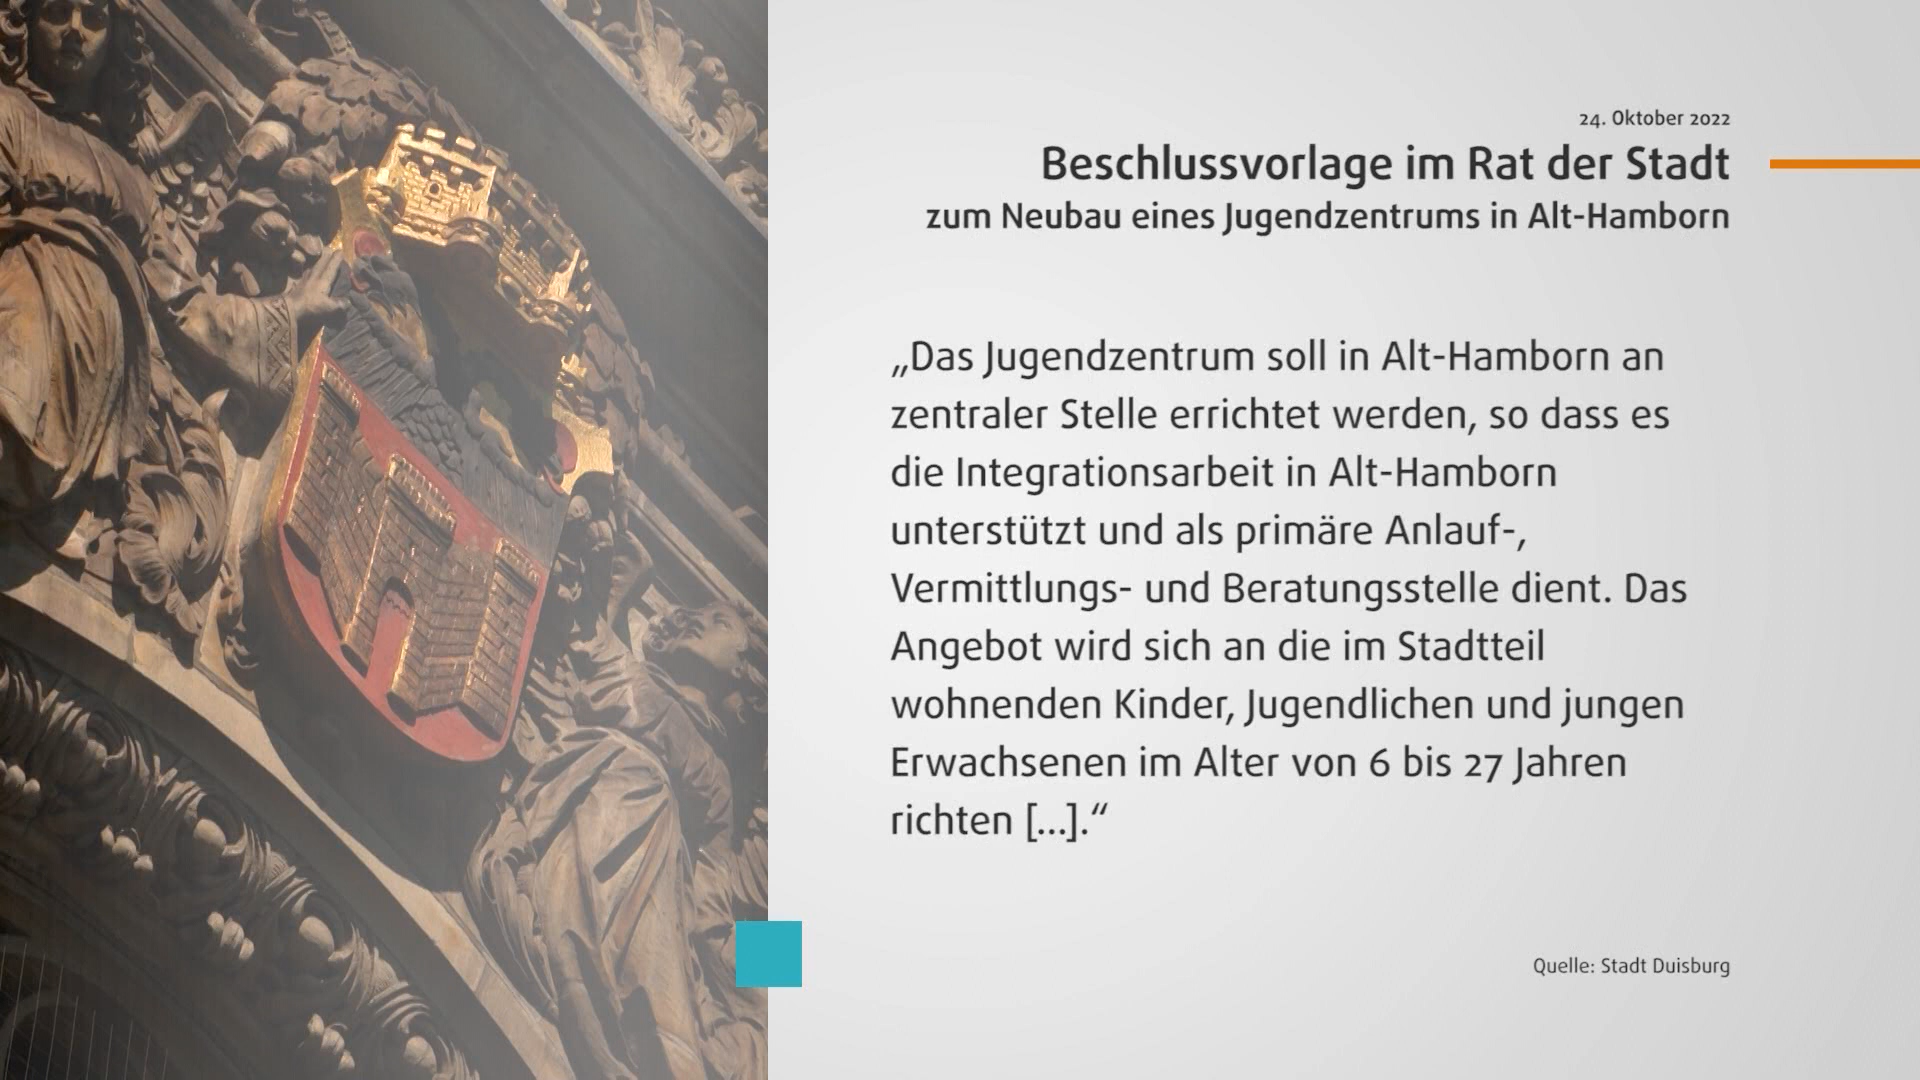 24. Oktober 2022
Beschlussvorlage im Rat der Stadt
zum Neubau eines Jugendzentrums in Alt-Hamborn
„Das Jugendzentrum soll in Alt-Hamborn an
zentraler Stelle errichtet werden, so dass es
die Integrationsarbeit in Alt-Hamborn
unterstützt und als primäre Anlauf-,
Vermittlungs- und Beratungsstelle dient. Das
Angebot wird sich an die im Stadtteil
wohnenden Kinder, Jugendlichen und jungen
Erwachsenen im Alter von 6 bis 27 Jahren
richten [...].“
Quelle: Stadt Duisburg